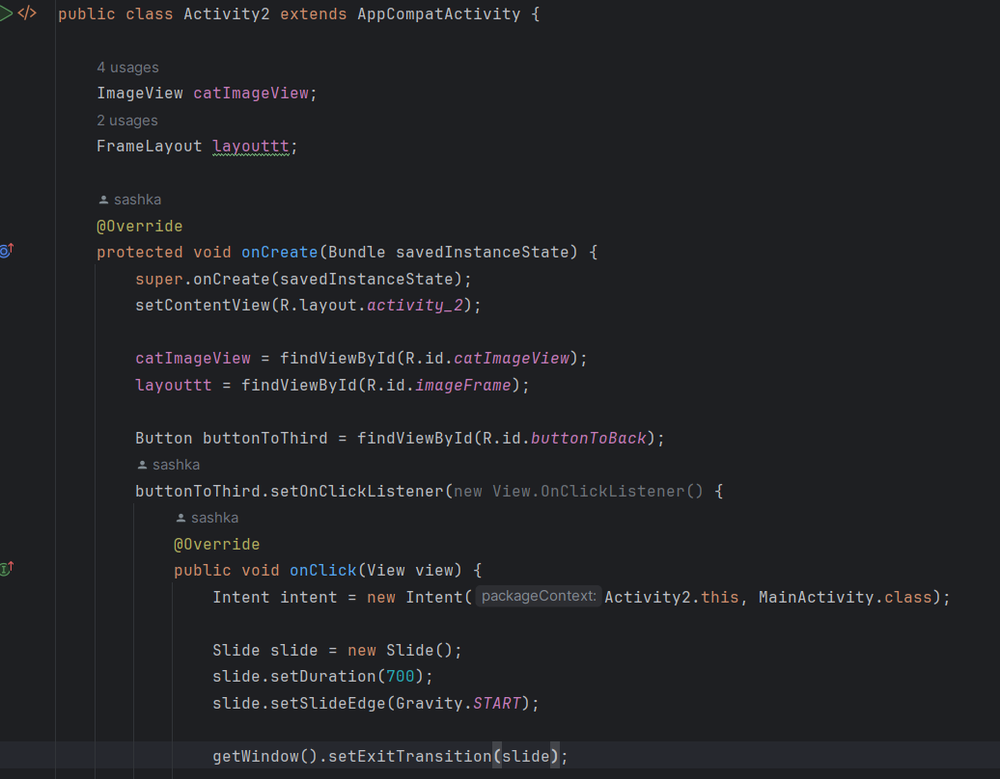 public class Activity2 extends AppCompatActivity {
4 usages
ImageView catImageView;
2 usages
FrameLayout layouttt;
sashka
@Override
protected void onCreate(Bundle savedInstanceState) {
super.onCreate(savedInstanceState);
setContentView(R.layout.activity_2);
catImageView = findViewById(R.id.catImageView);
layouttt = findViewById(R.id.imageFrame);
Button buttonToThird = findViewById(R.id.buttonToBack);
sashka
buttonToThird.setOnClickListener(new View.OnClickListener() {
sashka
@Override
public void onClick(View view) {
Intent intent = new Intent( packageContext: Activity2.this, MainActivity.class);
Slide slide = new Slide();
slide.setDuration(700);
slide.setSlideEdge(Gravity.START);
getWindow().setExitTransition(slide);